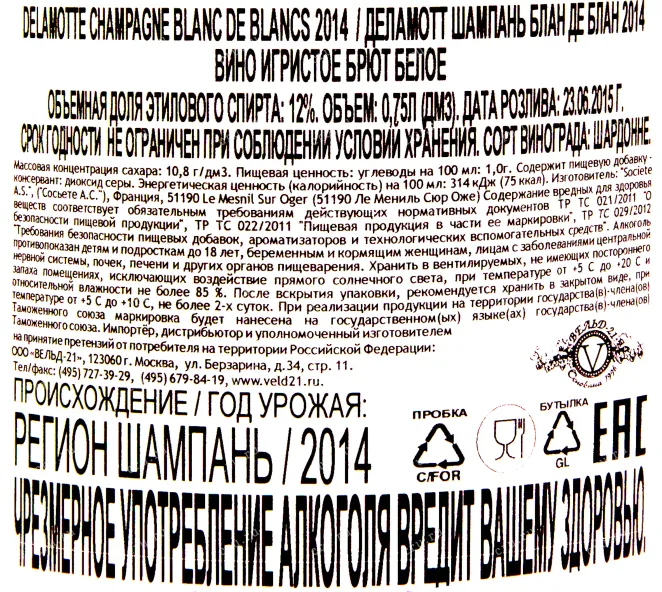 DELAMOTTE CHAMPAGNE BLANC DE BLANCS 2014 / ДЕЛАМОТТ ШАМПАНЬ БЛАН ДЕ БЛАН 2014
ВИНО ИГРИСТОЕ БРЮТ БЕЛОЕ
ОБЪЕМНАЯ ДОЛЯ ЭТИЛОВОГО СПИРТА: 12%. ОБЪЕМ: 0,75Л (ДМ3). ДАТА РОЗЛИВА: 23.06.2015 Г.
СРОК ГОДНОСТИ НЕ ОГРАНИЧЕН ПРИ СОБЛЮДЕНИИ УСЛОВИЙ ХРАНЕНИЯ. СОРТ ВИНОГРАДА: ШАРДОННЕ.
Массовая концентрация сахара: 10,8 г/дм3. Пищевая ценность: углеводы на 100 мл: 1,0г. Содержит пищевую добавку -
консервант: диоксид серы. Энергетическая ценность (калорийность) на 100 мл: 314 кДж (75 ккал). Изготовитель: "Societe
A.S.", ("Сосьете А.С."), Франция, 51190 Le Mesnil Sur Oger (51190 Ле Мениль Сюр Оже) Содержание вредных для здоровья
веществ соответствует обязательным требованиям действующих нормативных документов ТР ТС 021/2011 "О
безопасности пищевой продукции", ТР ТС 022/2011 "Пищевая продукция в части ее маркировки", ТР ТС 029/2012
"Требования безопасности пищевых добавок, ароматизаторов и технологических вспомогательных средств". Алкоголь
противопоказан детям и подросткам до 18 лет, беременным и кормящим женщинам, лицам с заболеваниями центральной
нервной системы, почек, печени и других органов пищеварения. Хранить в вентилируемых, не имеющих постороннего
запаха помещениях, исключающих воздействие прямого солнечного света, при температуре от +5 С до +20 С и
относительной влажности не более 85 %. После вскрытия упаковки, рекомендуется хранить в закрытом виде, при
температуре от +5 С до +10 С, не более 2-х суток. При реализации продукции на территории государства(в)-члена(ов)
Таможенного союза маркировка будет нанесена на государственном(ых) языке(ах) государства(в)-члена(ов)
Таможенного союза. Импортёр, дистрибьютор и уполномоченный изготовителем
на принятие претензий от потребителя на территории Российской Федерации:
ООО «ВЕЛЬД-21», 123060 г. Москва, ул. Берзарина, д.34, стр. 11.
Тел/факс: (495) 727-39-29, (495) 679-84-19, www.veld21.ru.
ВЕЛЬД-21
V
Основана 1996
ПРОИСХОЖДЕНИЕ / ГОД УРОЖАЯ:
РЕГИОН ШАМПАНЬ / 2014
ПРОБКА
C/FOR
БУТЫЛКА
GL
EAC
ЧРЕЗМЕРНОЕ УПОТРЕБЛЕНИЕ АЛКОГОЛЯ ВРЕДИТ ВАШЕМУ ЗДОРОВЬЮ.